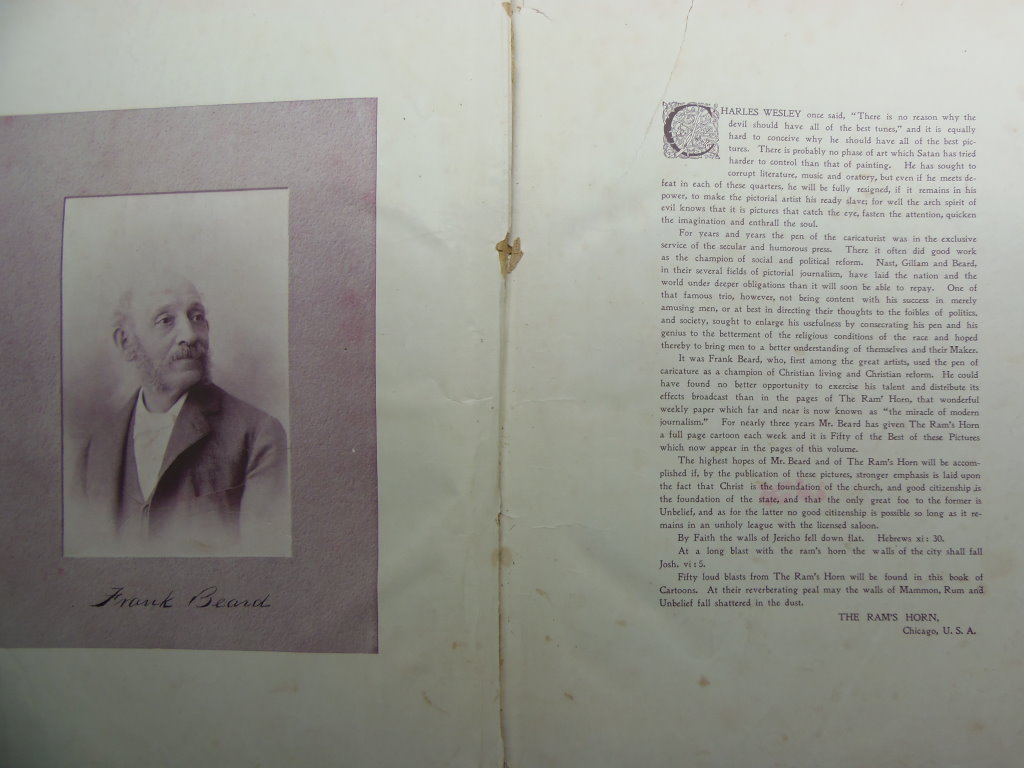 Frank Beard
CHARLES WESLEY once said, "There is no reason why the
devil should have all of the best tunes," and it is equally
hard to conceive why he should have all of the best pic-
tures. There is probably no phase of art which Satan has tried
harder to control than that of painting. He has sought to
corrupt literature, music and oratory, but even if he meets de-
feat in each of these quarters, he will be fully resigned, if it remains in his
power, to make the pictorial artist his ready slave; for well the arch spirit of
evil knows that it is pictures that catch the eye, fasten the attention, quicken
the imagination and enthrall the soul.
For years and years the pen of the caricaturist was in the exclusive
service of the secular and humorous press. There it often did good work
as the champion of social and political reform. Nast, Gillam and Beard,
in their several fields of pictorial journalism, have laid the nation and the
world under deeper obligations than it will soon be able to repay. One of
that famous trio, however, not being content with his success in merely
amusing men, or at best in directing their thoughts to the foibles of politics,
and society, sought to enlarge his usefulness by consecrating his pen and his
genius to the betterment of the religious conditions of the race and hoped
thereby to bring men to a better understanding of themselves and their Maker.
It was Frank Beard, who, first among the great artists, used the pen of
caricature as a champion of Christian living and Christian reform. He could
have found no better opportunity to exercise his talent and distribute its
effects broadcast than in the pages of The Ram' Horn, that wonderful
weekly paper which far and near is now known as "the miracle of modern
journalism." For nearly three years Mr. Beard has given The Ram's Horn
a full page cartoon each week and it is Fifty of the Best of these Pictures
which now appear in the pages of this volume.
The highest hopes of Mr. Beard and of The Ram's Horn will be accom-
plished if, by the publication of these pictures, stronger emphasis is laid upon
the fact that Christ is the foundation of the church, and good citizenship is
the foundation of the state, and that the only great foe to the former is
Unbelief, and as for the latter no good citizenship is possible so long as it re-
mains in an unholy league with the licensed saloon.
By Faith the walls of Jericho fell down flat. Hebrews xi: 30.
At a long blast with the ram's horn the walls of the city shall fall
Josh. vi: 5.
Fifty loud blasts from The Ram's Horn will be found in this book of
Cartoons. At their reverberating peal may the walls of Mammon, Rum and
Unbelief fall shattered in the dust.
THE RAM'S HORN,
Chicago, U. S. A.